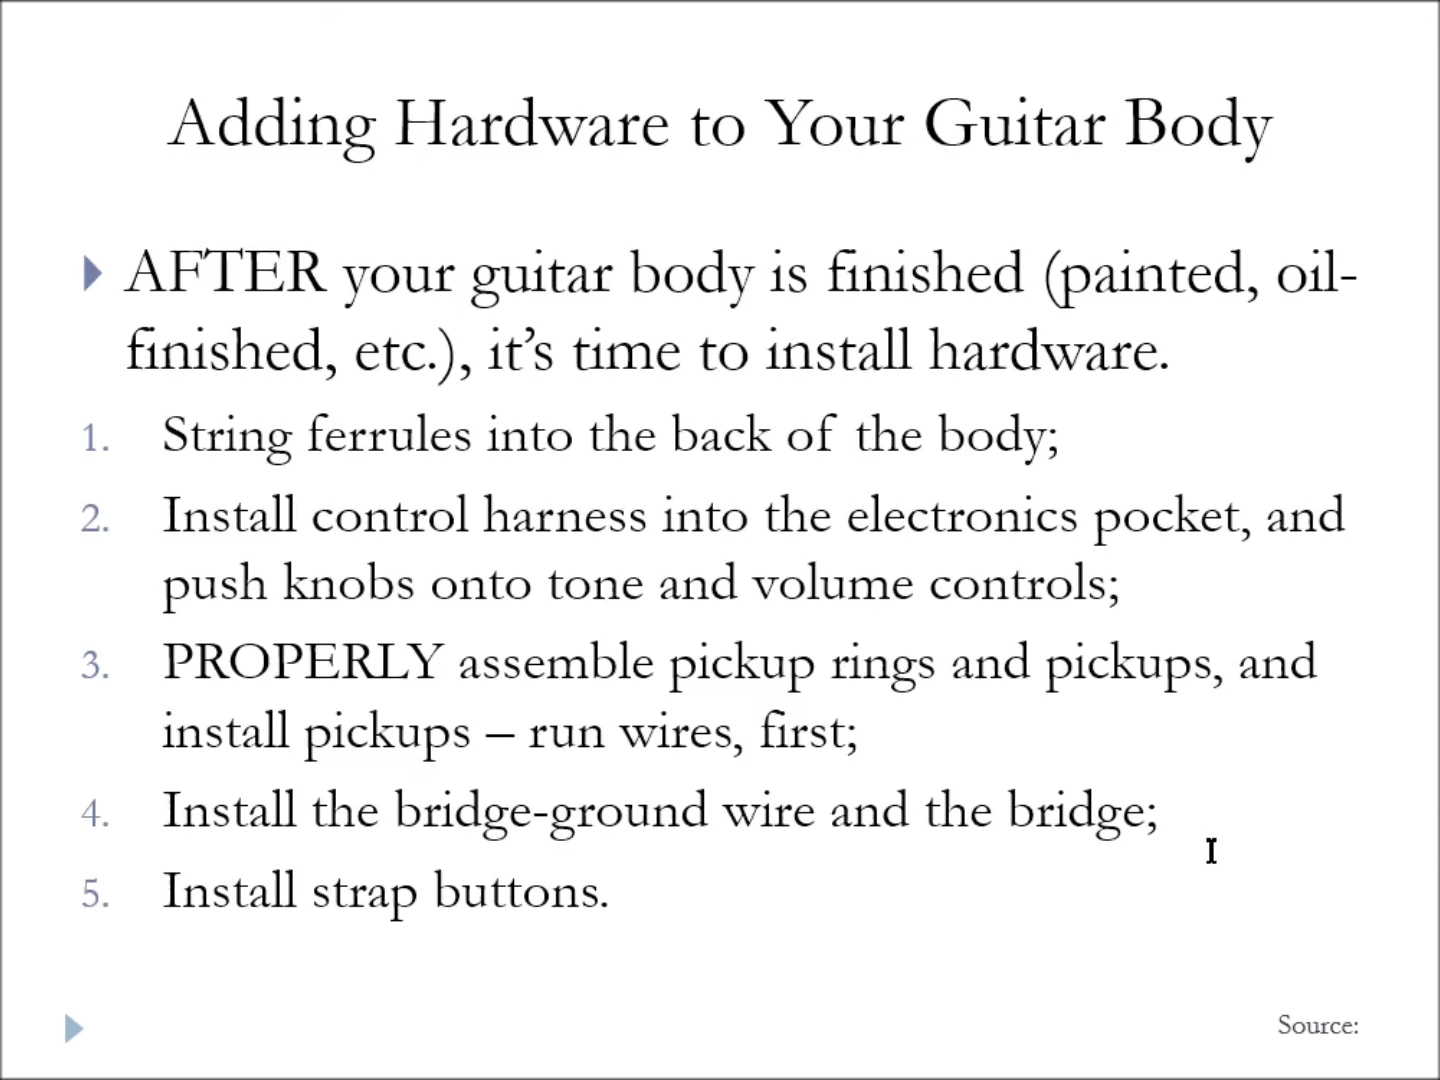 Adding Hardware to Your Guitar Body
AFTER your guitar body is finished (painted, oil-
finished, etc.), it’s time to install hardware.
1. String ferrules into the back of the body;
2. Install control harness into the electronics pocket, and
push knobs onto tone and volume controls;
3. PROPERLY assemble pickup rings and pickups, and
install pickups – run wires, first;
4. Install the bridge-ground wire and the bridge;
5. Install strap buttons.
Source: